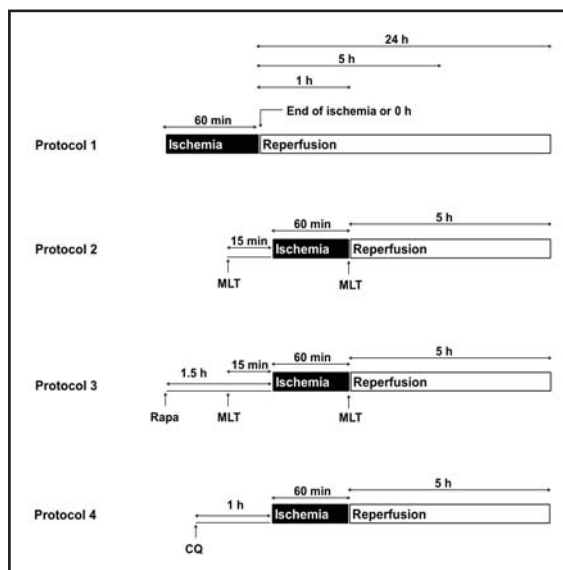 24 h
5 h
1 h
End of ischemia or 0 h
60 min
Protocol 1 Ischemia Reperfusion
60 min 5 h
15 min
Protocol 2 Ischemia Reperfusion
MLT MLT
60 min 5 h
15 min
1.5 h
Protocol 3 Ischemia Reperfusion
Rapa MLT MLT
60 min 5 h
1 h
Protocol 4 Ischemia Reperfusion
CQ